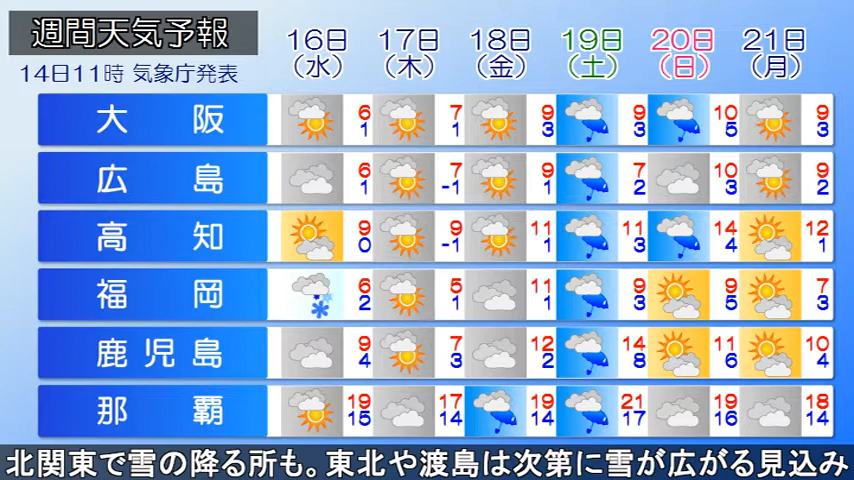 週間天気予報
14日11時 気象庁発表
16日 17日 18日 19日 20日 21日
(水) (木) (金) (土) (日) (月)
大阪 6 1 7 1 9 3 9 3 10 5 9 3
広島 6 1 7 -1 9 1 7 2 10 3 9 2
高知 9 0 9 -1 11 1 11 3 14 4 12 1
福岡 6 2 5 1 11 1 9 3 9 5 7 3
鹿児島 9 4 7 3 12 2 14 8 11 6 10 4
那覇 19 15 17 14 19 14 21 17 19 16 18 14
北関東で雪の降る所も。東北や渡島は次第に雪が広がる見込み